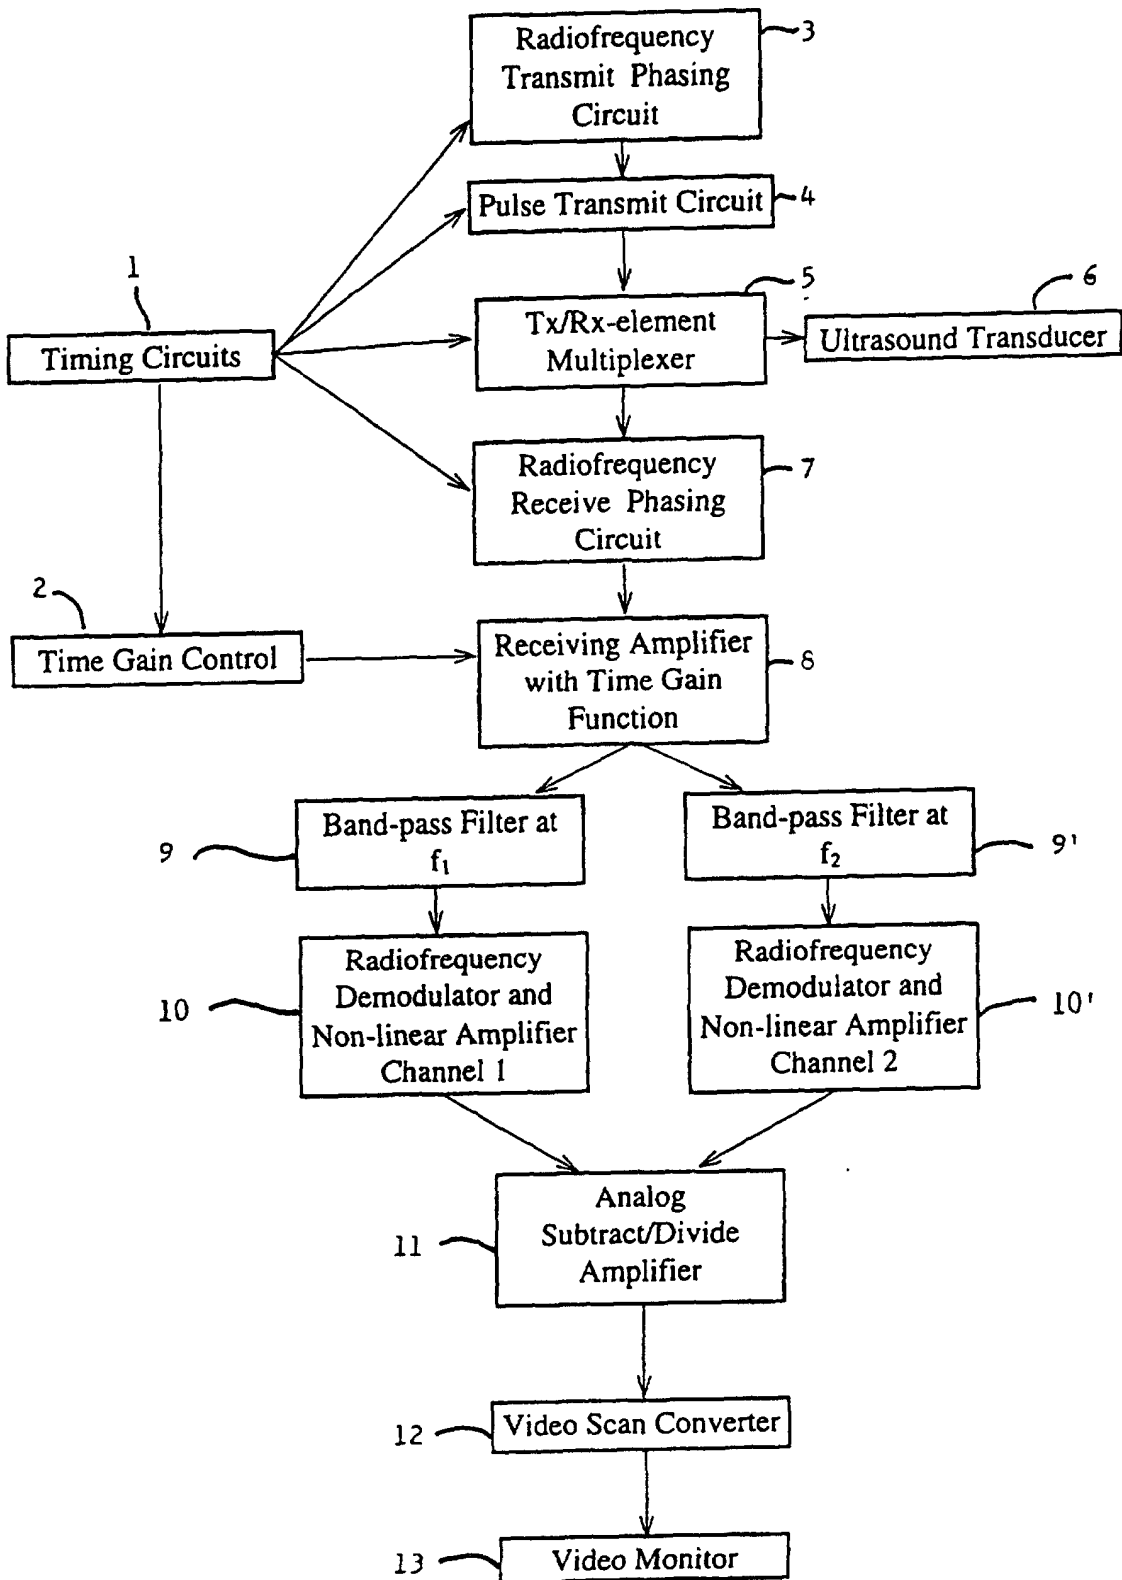 Radiofrequency
Transmit Phasing
Circuit
3
Pulse Transmit Circuit
4
1
Timing Circuits
5
Tx/Rx-element
Multiplexer
6
Ultrasound Transducer
Radiofrequency
Receive Phasing
Circuit
7
2
Time Gain Control
Receiving Amplifier
with Time Gain
Function
8
9
Band-pass Filter at
f₁
Band-pass Filter at
f₂
9'
10
Radiofrequency
Demodulator and
Non-linear Amplifier
Channel 1
Radiofrequency
Demodulator and
Non-linear Amplifier
Channel 2
10'
11
Analog
Subtract/Divide
Amplifier
12
Video Scan Converter
13
Video Monitor